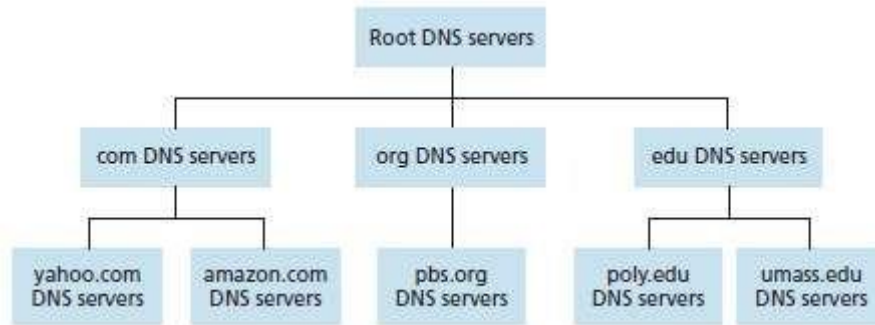 Root DNS servers
com DNS servers
org DNS servers
edu DNS servers
yahoo.com
DNS servers
amazon.com
DNS servers
pbs.org
DNS servers
poly.edu
DNS servers
umass.edu
DNS servers